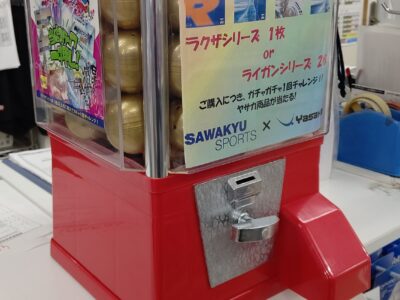 ラクザシリーズ 1枚
or
ライガンシリーズ 2枚
ご購入につき、ガチャガチャ1回チャレンジ!
ヤサカ商品が当たる!
SAWAKYU
SPORTS
×
Yasaka